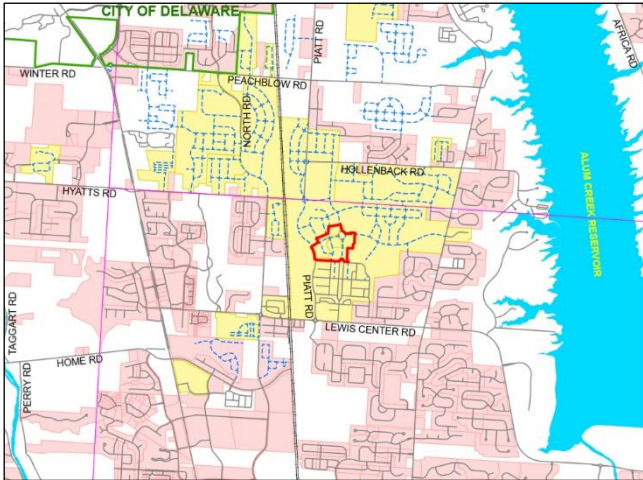 CITY OF DELAWARE
PIATT RD
AFRICA RD
WINTER RD
PEACHBLOW RD
NORTH RD
HOLLENBACK RD
HYATTS RD
ALUM CREEK RESERVOIR
PIATT RD
TAGGART RD
LEWIS CENTER RD
HOME RD
PERRY RD